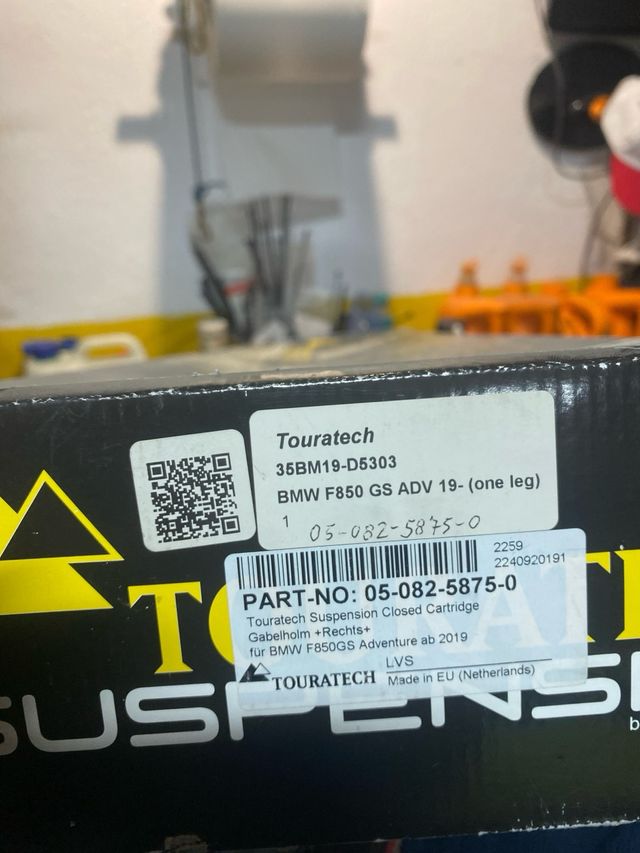 Touratech
35BM19-D5303
BMW F850 GS ADV 19- (one leg)
1
05-082-5875-0
2259
2240920191
PART-NO: 05-082-5875-0
Touratech Suspension Closed Cartridge
Gabelholm +Rechts+
für BMW F850GS Adventure ab 2019
LVS
TOURATECH
Made in EU (Netherlands)
SUSPENSI
b